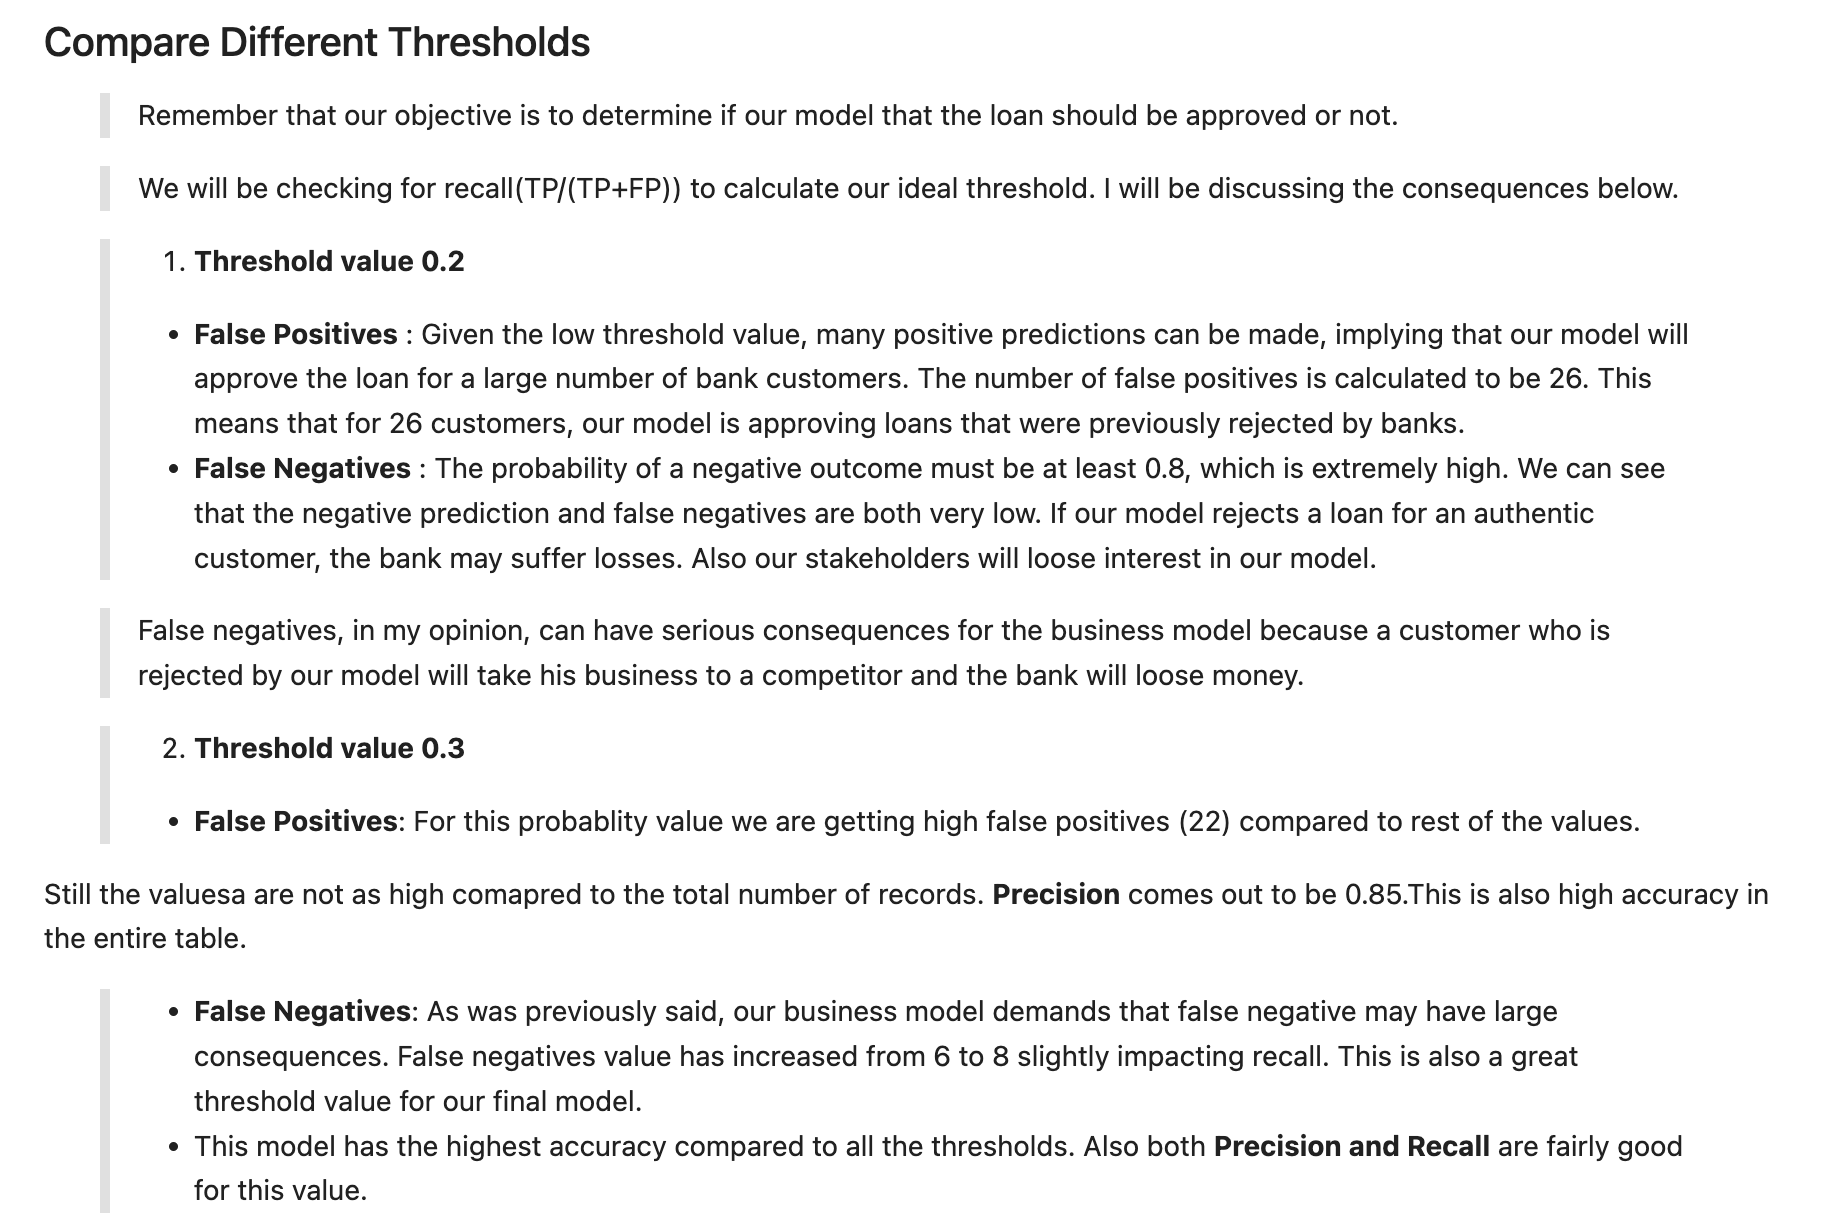 Compare Different Thresholds
Remember that our objective is to determine if our model that the loan should be approved or not.
We will be checking for recall(TP/(TP+FP)) to calculate our ideal threshold. I will be discussing the consequences below.
1. Threshold value 0.2
• False Positives : Given the low threshold value, many positive predictions can be made, implying that our model will
approve the loan for a large number of bank customers. The number of false positives is calculated to be 26. This
means that for 26 customers, our model is approving loans that were previously rejected by banks.
• False Negatives : The probability of a negative outcome must be at least 0.8, which is extremely high. We can see
that the negative prediction and false negatives are both very low. If our model rejects a loan for an authentic
customer, the bank may suffer losses. Also our stakeholders will loose interest in our model.
False negatives, in my opinion, can have serious consequences for the business model because a customer who is
rejected by our model will take his business to a competitor and the bank will loose money.
2. Threshold value 0.3
• False Positives: For this probablity value we are getting high false positives (22) compared to rest of the values.
Still the valuesa are not as high comapred to the total number of records. Precision comes out to be 0.85.This is also high accuracy in
the entire table.
• False Negatives: As was previously said, our business model demands that false negative may have large
consequences. False negatives value has increased from 6 to 8 slightly impacting recall. This is also a great
threshold value for our final model.
• This model has the highest accuracy compared to all the thresholds. Also both Precision and Recall are fairly good
for this value.